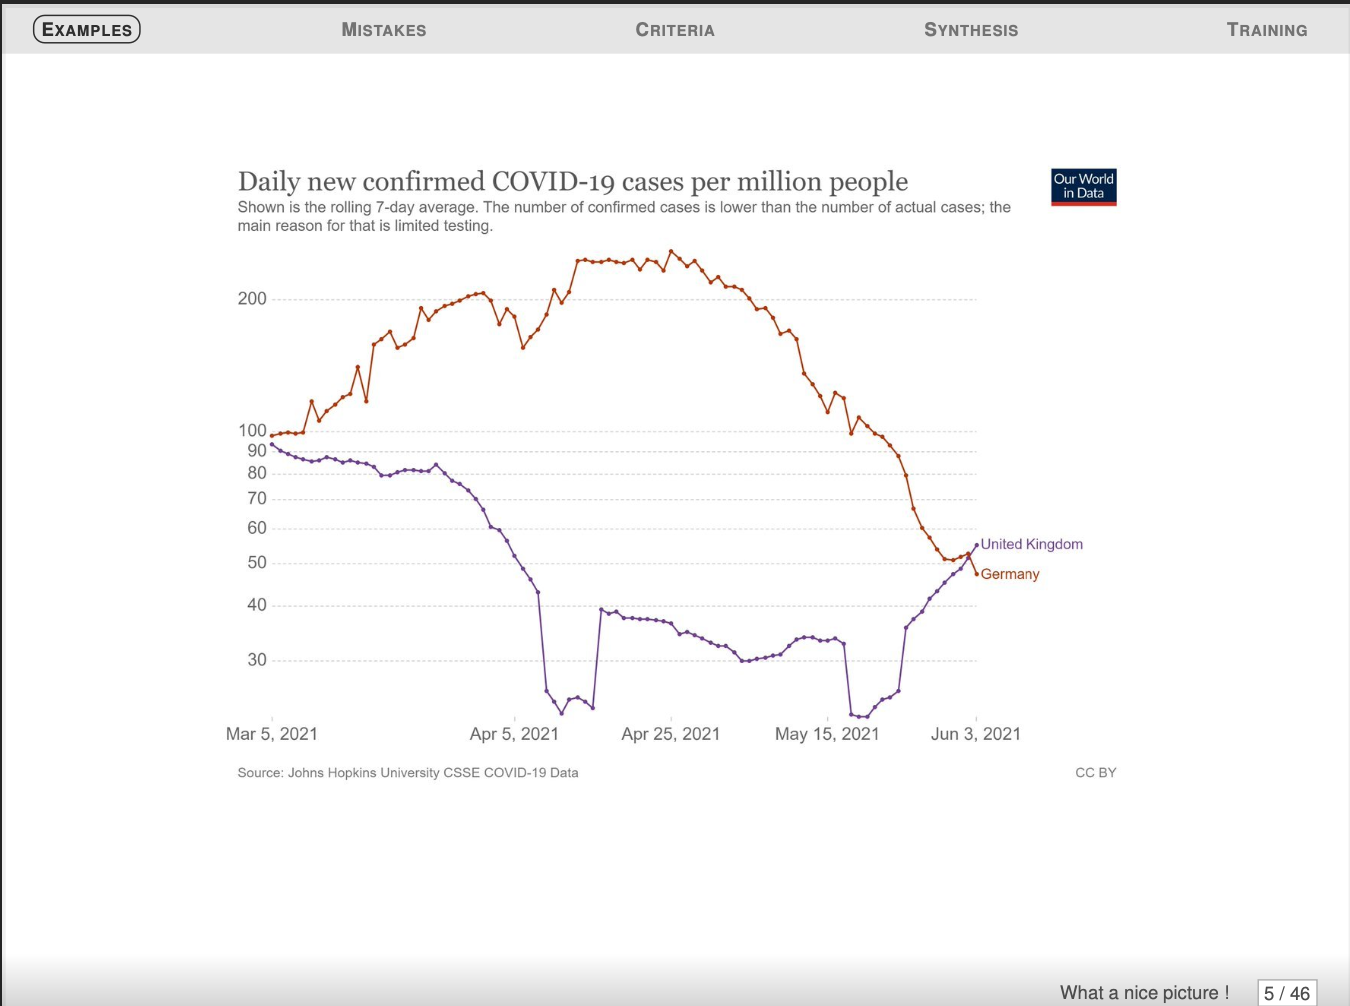 EXAMPLES MISTAKES CRITERIA SYNTHESIS TRAINING
Daily new confirmed COVID-19 cases per million people
Our World
in Data
Shown is the rolling 7-day average. The number of confirmed cases is lower than the number of actual cases; the
main reason for that is limited testing.
200
100
90
80
70
60
United Kingdom
50
Germany
40
30
Mar 5, 2021 Apr 5, 2021 Apr 25, 2021 May 15, 2021 Jun 3, 2021
Source: Johns Hopkins University CSSE COVID-19 Data CC BY
What a nice picture ! 5 / 46